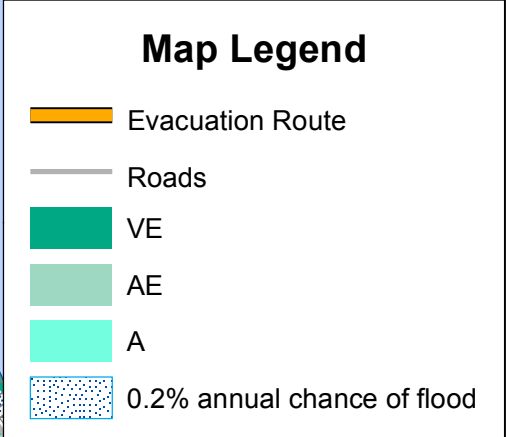 Map Legend
Evacuation Route
Roads
VE
AE
A
0.2% annual chance of flood